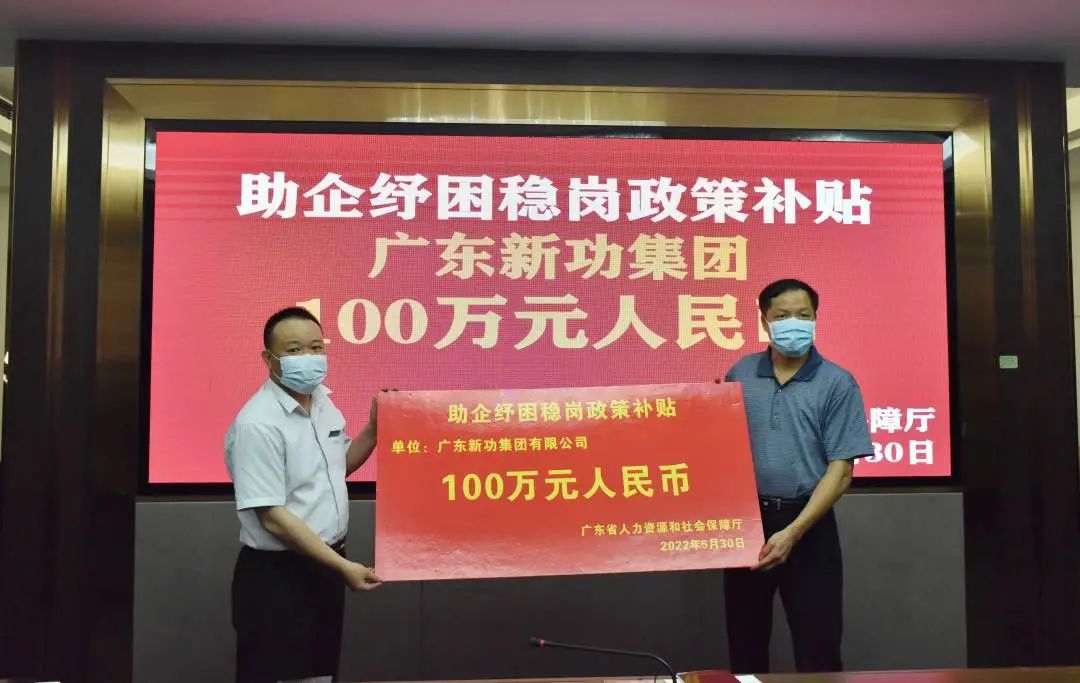 助企纾困稳岗政策补贴
广东新功集团
100万元人民
障厅
30日
助企纾困稳岗政策补贴
单位：广东新功集团有限公司
100万元人民币
广东省人力资源和社会保障厅
2022年5月30日